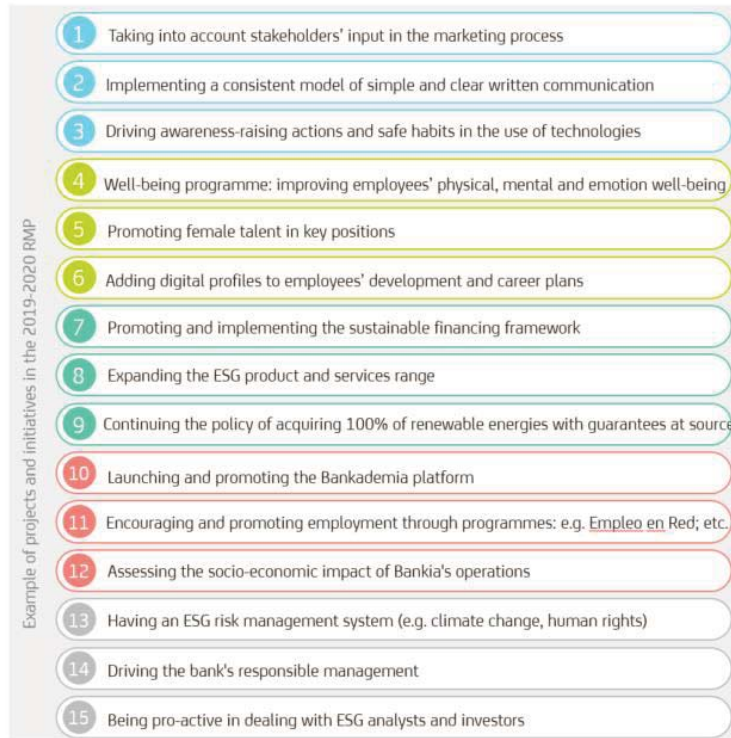 Example of projects and initiatives in the 2019-2020 RMP
1 Taking into account stakeholders' input in the marketing process
2 Implementing a consistent model of simple and clear written communication
3 Driving awareness-raising actions and safe habits in the use of technologies
4 Well-being programme: improving employees' physical, mental and emotion well-being
5 Promoting female talent in key positions
6 Adding digital profiles to employees' development and career plans
7 Promoting and implementing the sustainable financing framework
8 Expanding the ESG product and services range
9 Continuing the policy of acquiring 100% of renewable energies with guarantees at source
10 Launching and promoting the Bankademia platform
11 Encouraging and promoting employment through programmes: e.g. Empleo en Red; etc.
12 Assessing the socio-economic impact of Bankia's operations
13 Having an ESG risk management system (e.g. climate change, human rights)
14 Driving the bank's responsible management
15 Being pro-active in dealing with ESG analysts and investors